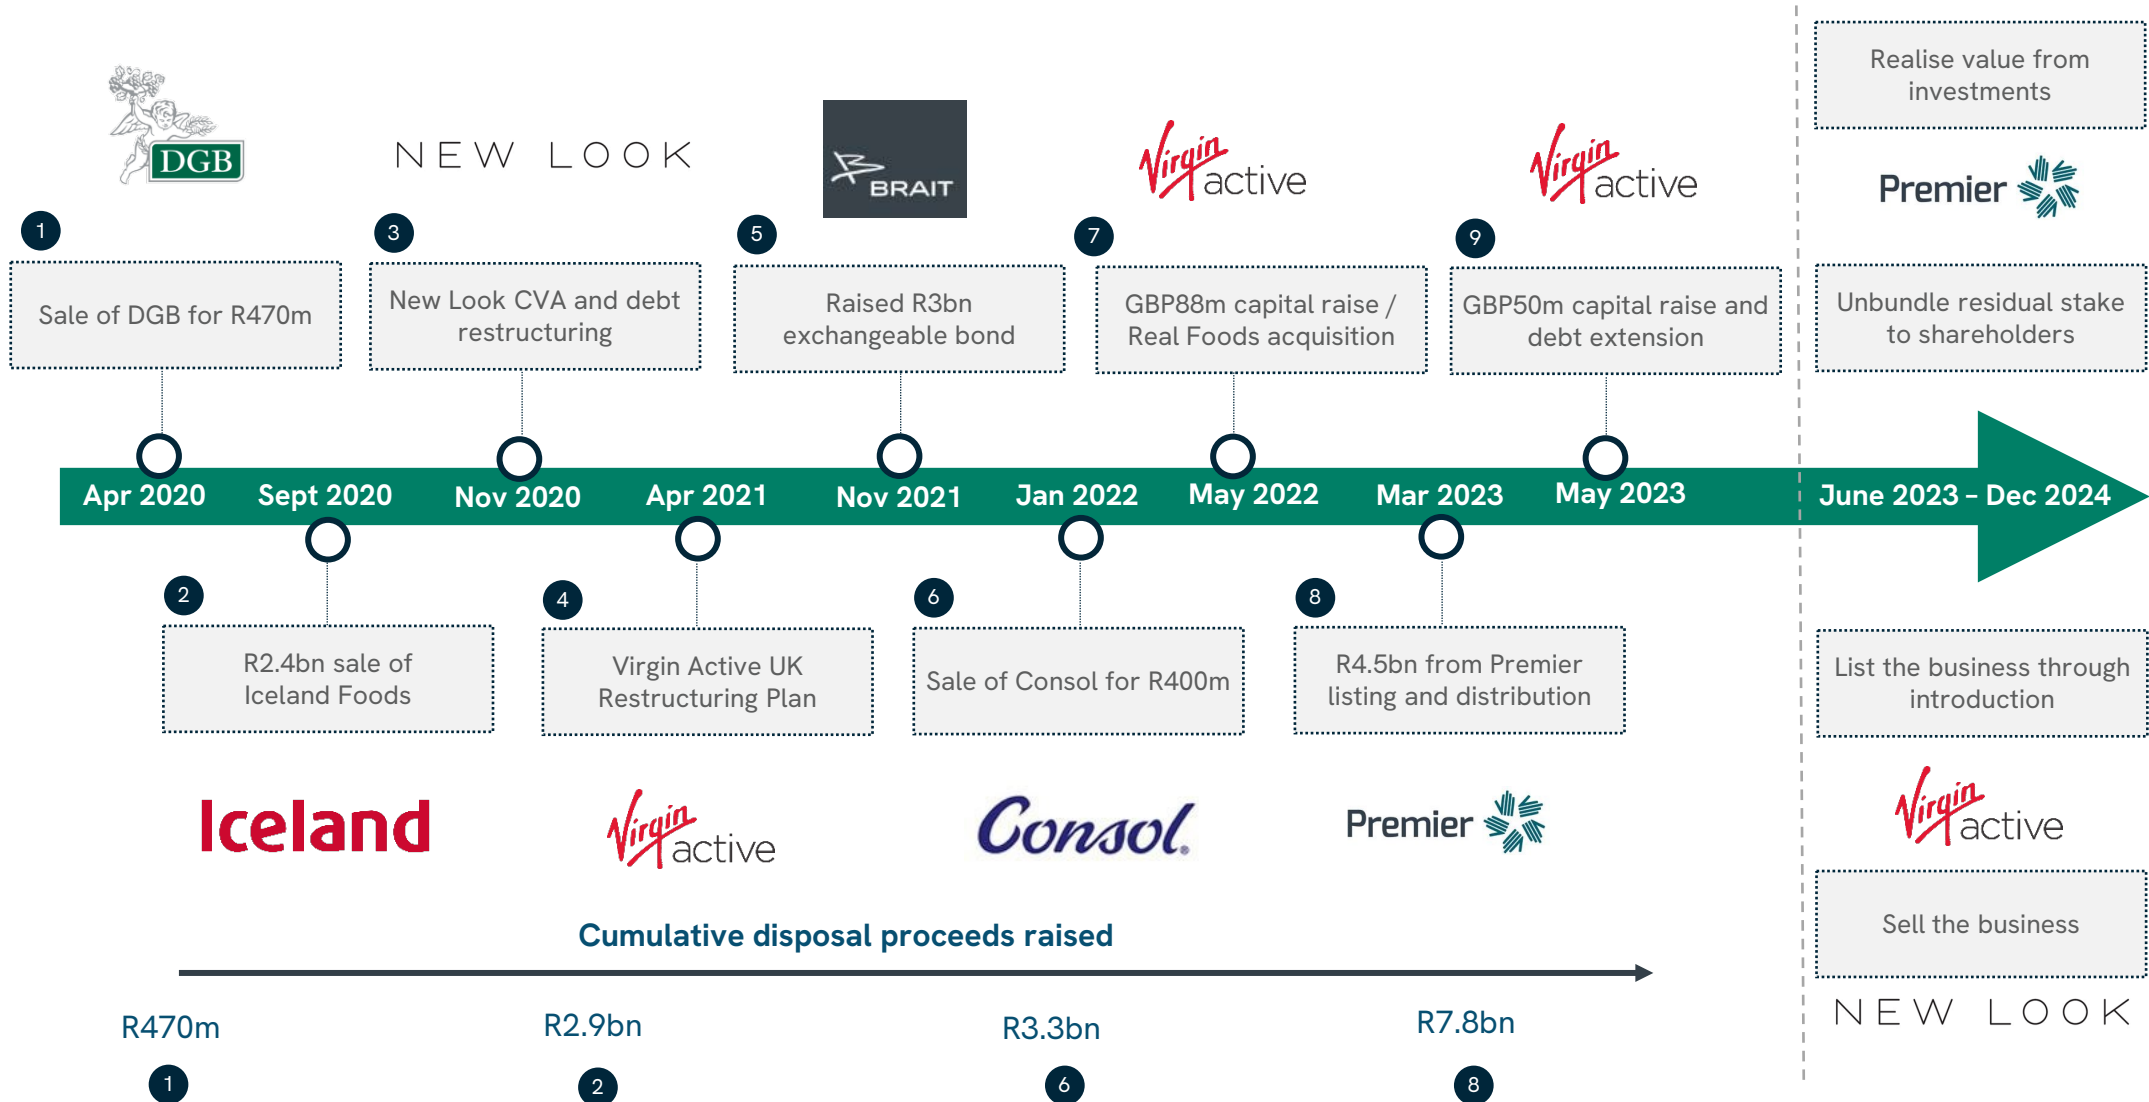 DGB
NEW LOOK
BRAIT
Virgin
active
Virgin
active
1
Sale of DGB for R470m
3
New Look CVA and debt
restructuring
5
Raised R3bn
exchangeable bond
7
GBP88m capital raise /
Real Foods acquisition
9
GBP50m capital raise and
debt extension
Realise value from
investments
Premier
Unbundle residual stake
to shareholders
Apr 2020
Sept 2020
Nov 2020
Apr 2021
Nov 2021
Jan 2022
May 2022
Mar 2023
May 2023
June 2023 – Dec 2024
2
R2.4bn sale of
Iceland Foods
Iceland
4
Virgin Active UK
Restructuring Plan
Virgin
active
6
Sale of Consol for R400m
Consol®
8
R4.5bn from Premier
listing and distribution
Premier
List the business through
introduction
Virgin
active
Sell the business
NEW LOOK
Cumulative disposal proceeds raised
R470m
R2.9bn
R3.3bn
R7.8bn
1
2
6
8